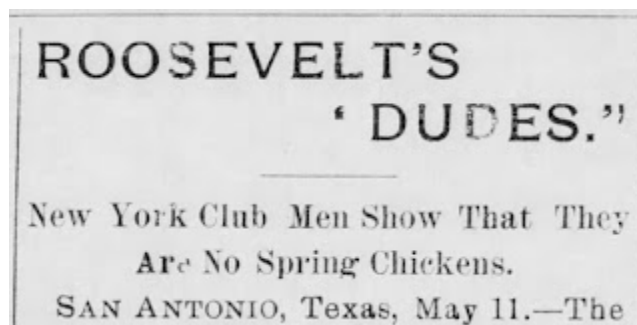 ROOSEVELT'S
' DUDES."
New York Club Men Show That They
Are No Spring Chickens.
SAN ANTONIO, Texas, May 11.—The